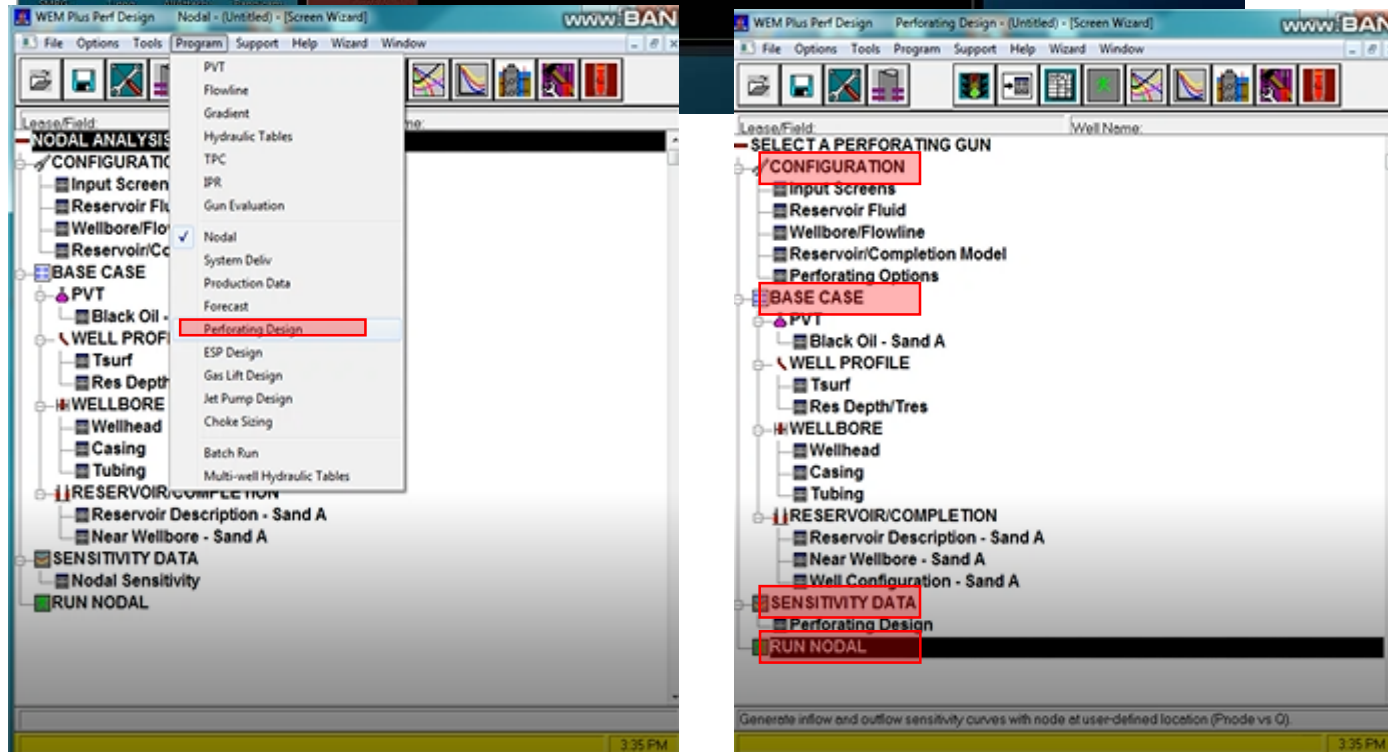 WEM Plus Perf Design Nodal - (Untitled) - [Screen Wizard]
www.BAN
File Options Tools Program Support Help Wizard Window
Lease/Field:
NODAL ANALYSIS
CONFIGURATIO
Input Screen
Reservoir Flu
Wellbore/Flo
Reservoir/Co
BASE CASE
PVT
Black Oil -
WELL PROFI
Tsurf
Res Depth
WELLBORE
Wellhead
Casing
Tubing
RESERVOIR/COMPLETION
Reservoir Description - Sand A
Near Wellbore - Sand A
SENSITIVITY DATA
Nodal Sensitivity
RUN NODAL
PVT
Flowline
Gradient
Hydraulic Tables
TPC
IPR
Gun Evaluation
Nodal
System Deliv
Production Data
Forecast
Perforating Design
ESP Design
Gas Lift Design
Jet Pump Design
Choke Sizing
Batch Run
Multi-well Hydraulic Tables
3:35 PM
WEM Plus Perf Design Perforating Design - (Untitled) - [Screen Wizard]
www.BAN
File Options Tools Program Support Help Wizard Window
Lease/Field: Well Name:
SELECT A PERFORATING GUN
CONFIGURATION
Input Screens
Reservoir Fluid
Wellbore/Flowline
Reservoir/Completion Model
Perforating Options
BASE CASE
PVT
Black Oil - Sand A
WELL PROFILE
Tsurf
Res Depth/Tres
WELLBORE
Wellhead
Casing
Tubing
RESERVOIR/COMPLETION
Reservoir Description - Sand A
Near Wellbore - Sand A
Well Configuration - Sand A
SENSITIVITY DATA
Perforating Design
RUN NODAL
Generate inflow and outflow sensitivity curves with node at user-defined location (Pnode vs Q).
3:35 PM